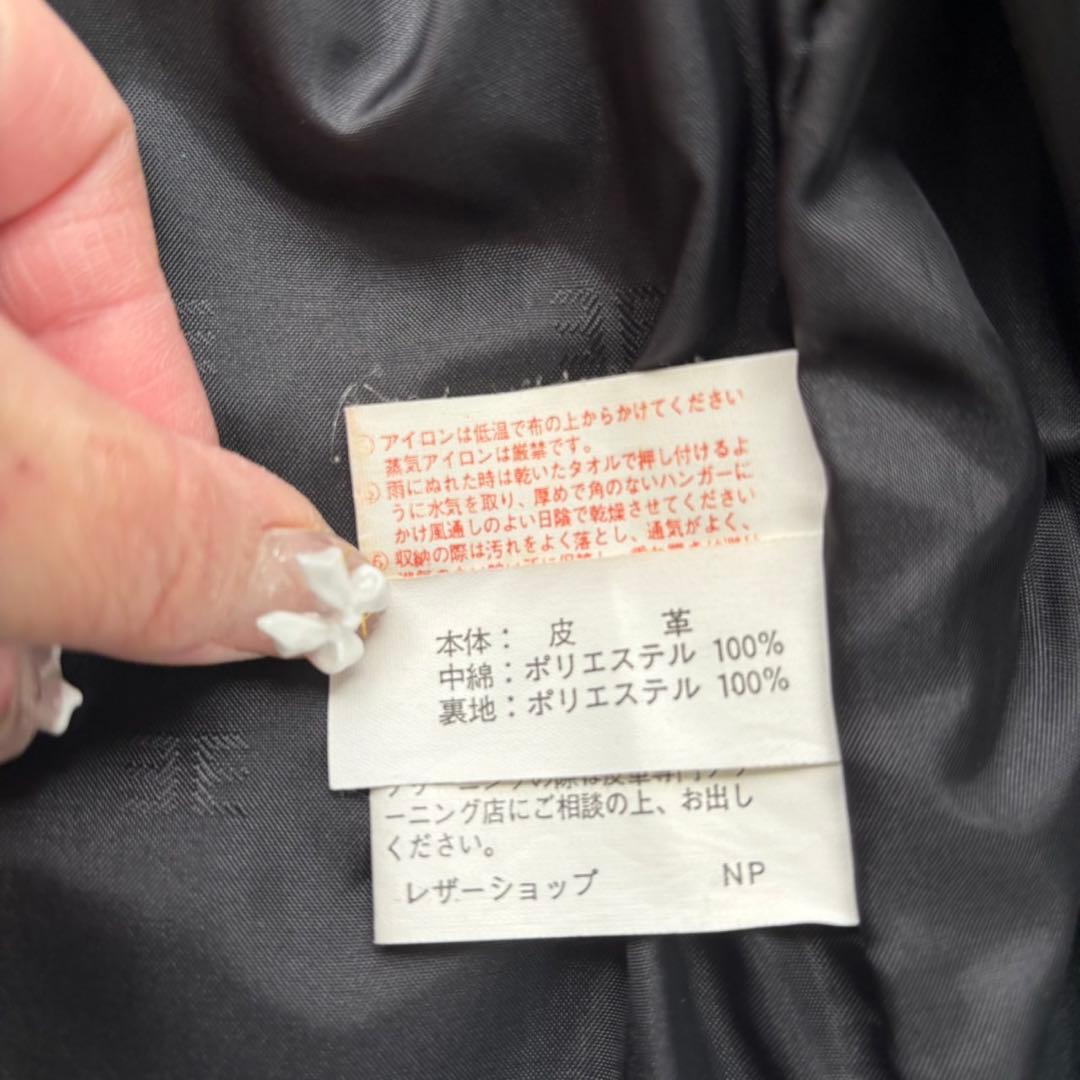 アイロンは低温で布の上からかけてください
蒸気アイロンは厳禁です。
雨にぬれた時は乾いたタオルで押し付けるよ
うに水気を取り、厚めで角のないハンガーに
かけ風通しのよい日陰で乾燥させてください
⑥ 収納の際は汚れをよく落とし、通気がよく、
本体： 皮 革
中綿：ポリエステル 100%
裏地：ポリエステル 100%
ーニング店にご相談の上、お出し
ください。
レザーショップ NP